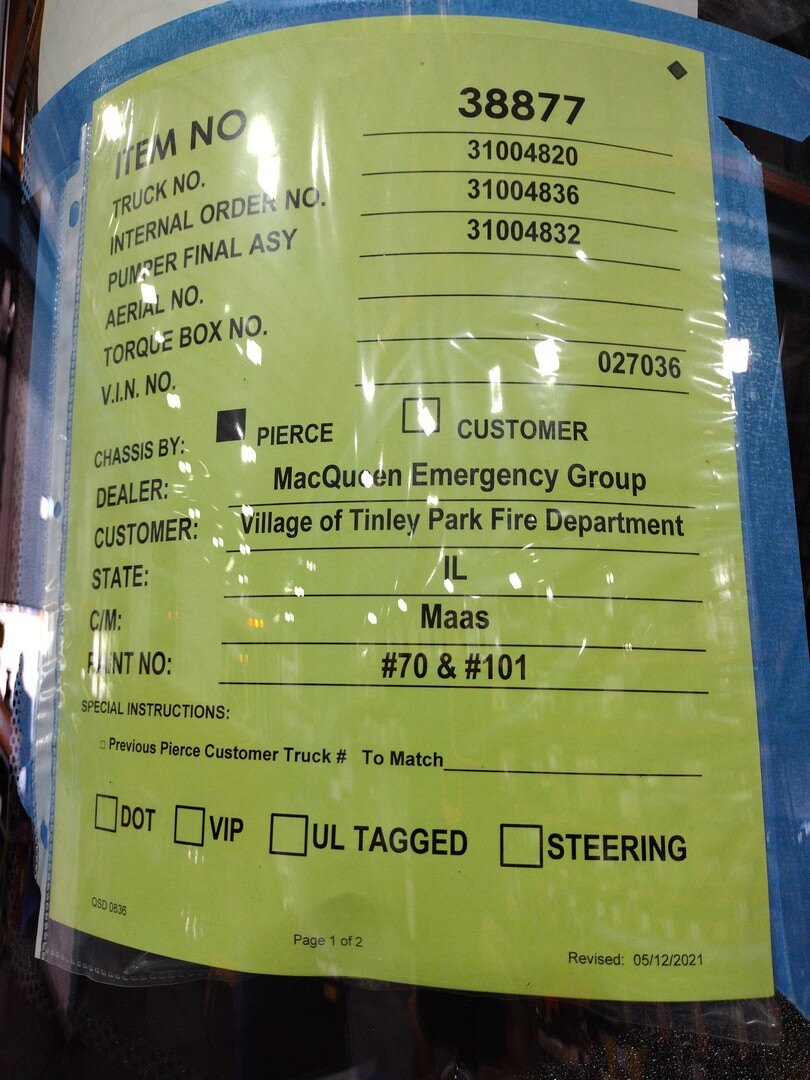 ITEM NO 38877
TRUCK NO. 31004820
INTERNAL ORDER NO. 31004836
PUMPER FINAL ASY 31004832
AERIAL NO.
TORQUE BOX NO.
V.I.N. NO. 027036
CHASSIS BY: PIERCE CUSTOMER
DEALER: MacQueen Emergency Group
CUSTOMER: Village of Tinley Park Fire Department
STATE: IL
C/M: Maas
PAINT NO: #70 & #101
SPECIAL INSTRUCTIONS:
Previous Pierce Customer Truck # To Match
DOT VIP UL TAGGED STEERING
QSD 0836
Page 1 of 2
Revised: 05/12/2021